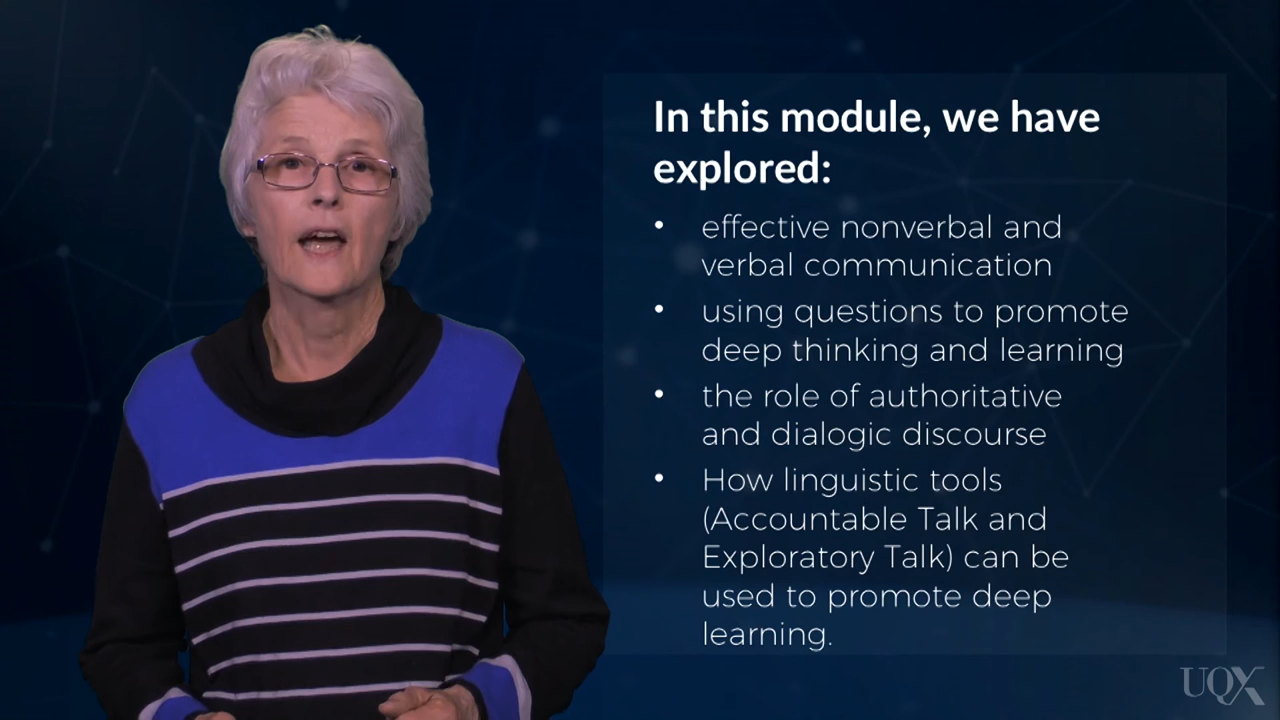 In this module, we have
explored:
• effective nonverbal and
verbal communication
• using questions to promote
deep thinking and learning
• the role of authoritative
and dialogic discourse
• How linguistic tools
(Accountable Talk and
Exploratory Talk) can be
used to promote deep
learning.
UQX